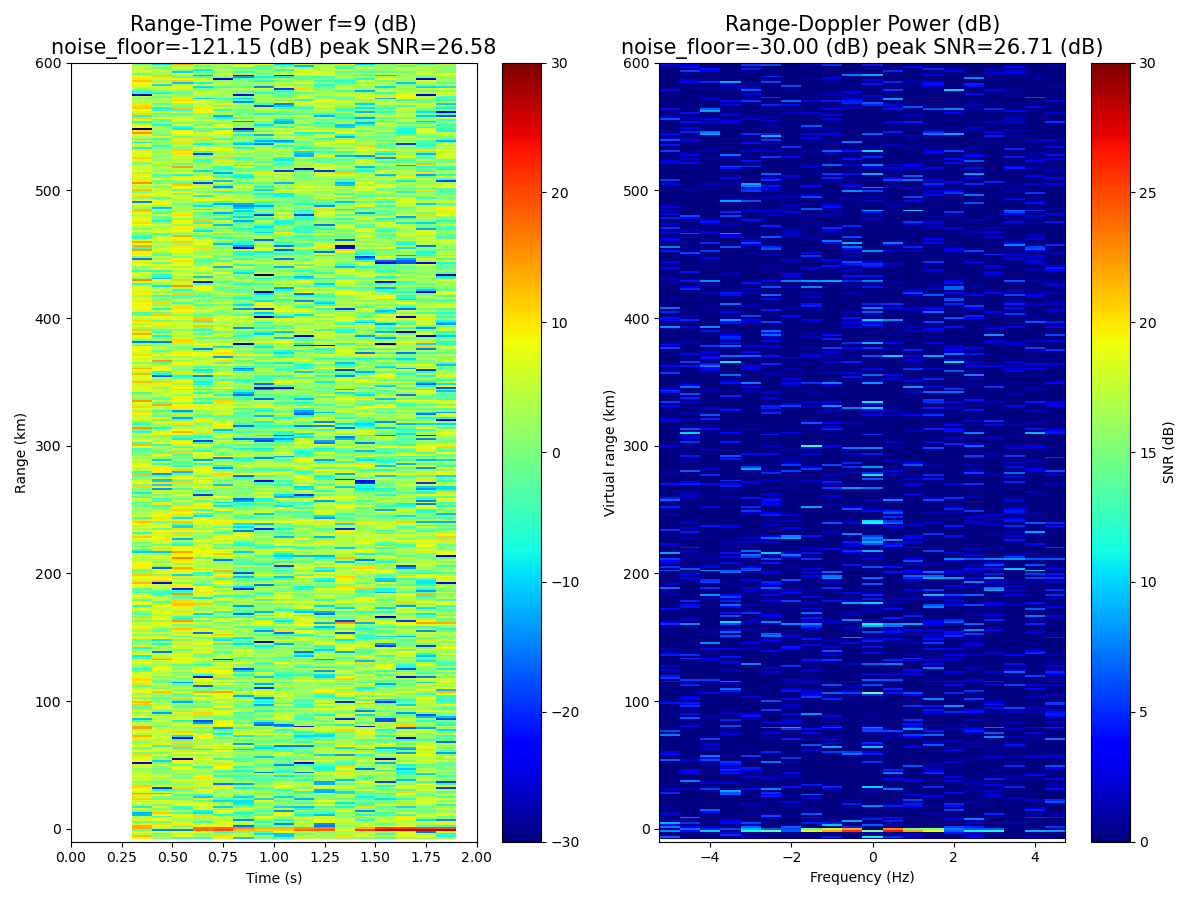 Range-Time Power f=9 (dB)
noise_floor=-121.15 (dB) peak SNR=26.58
Range-Doppler Power (dB)
noise_floor=-30.00 (dB) peak SNR=26.71 (dB)
600
500
400
300
200
100
0
Range (km)
0.00 0.25 0.50 0.75 1.00 1.25 1.50 1.75 2.00
Time (s)
30
20
10
0
−10
−20
−30
600
500
400
300
200
100
0
Virtual range (km)
−4 −2 0 2 4
Frequency (Hz)
30
25
20
15
10
5
0
SNR (dB)